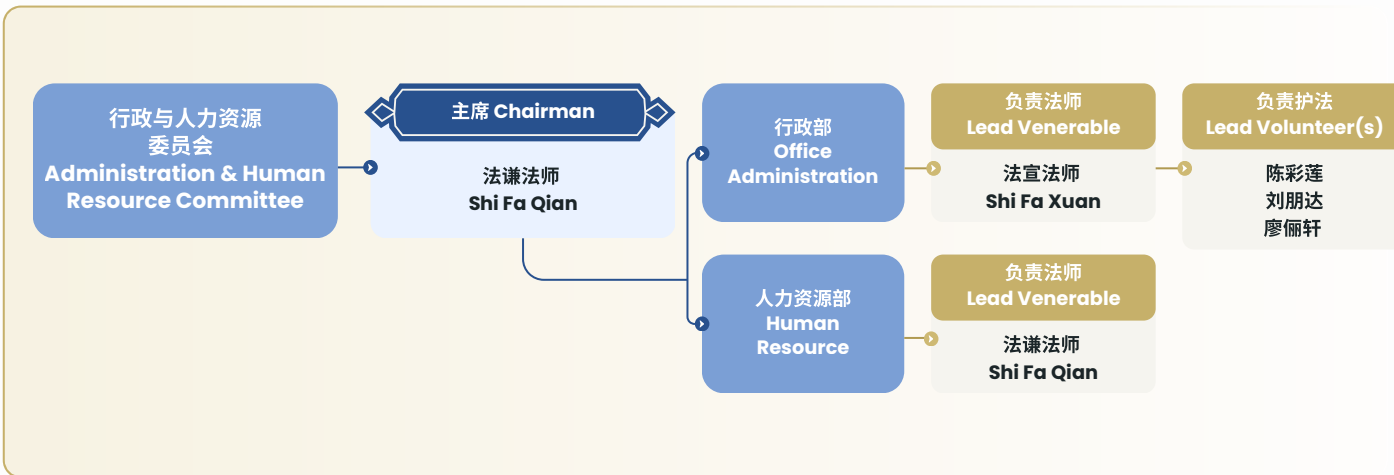 行政与人力资源
委员会
Administration & Human
Resource Committee
主席 Chairman
法谦法师
Shi Fa Qian
行政部
Office
Administration
负责法师
Lead Venerable
法宣法师
Shi Fa Xuan
负责护法
Lead Volunteer(s)
陈彩莲
刘朋达
廖俪轩
人力资源部
Human
Resource
负责法师
Lead Venerable
法谦法师
Shi Fa Qian